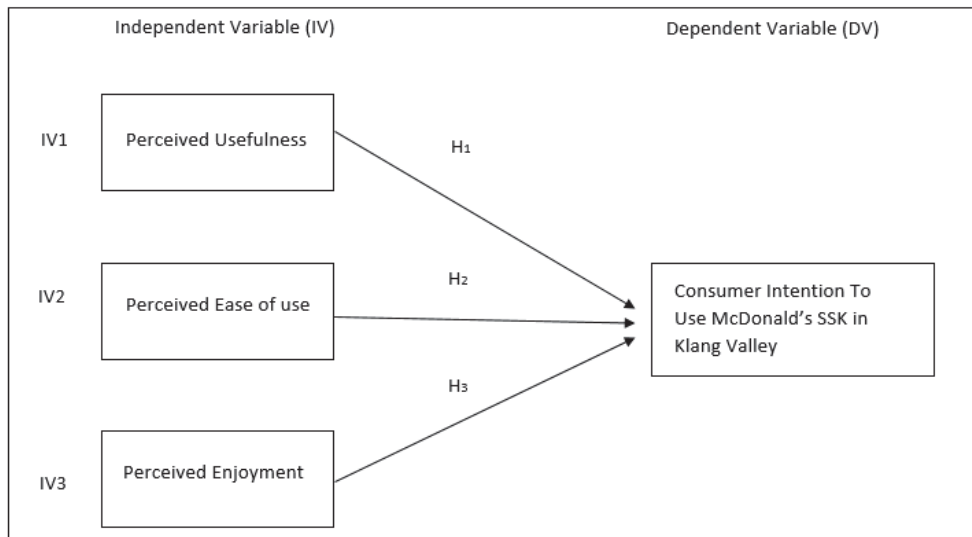 Independent Variable (IV)
Dependent Variable (DV)
IV1
Perceived Usefulness
H₁
IV2
Perceived Ease of use
H₂
Consumer Intention To
Use McDonald's SSK in
Klang Valley
H₃
IV3
Perceived Enjoyment